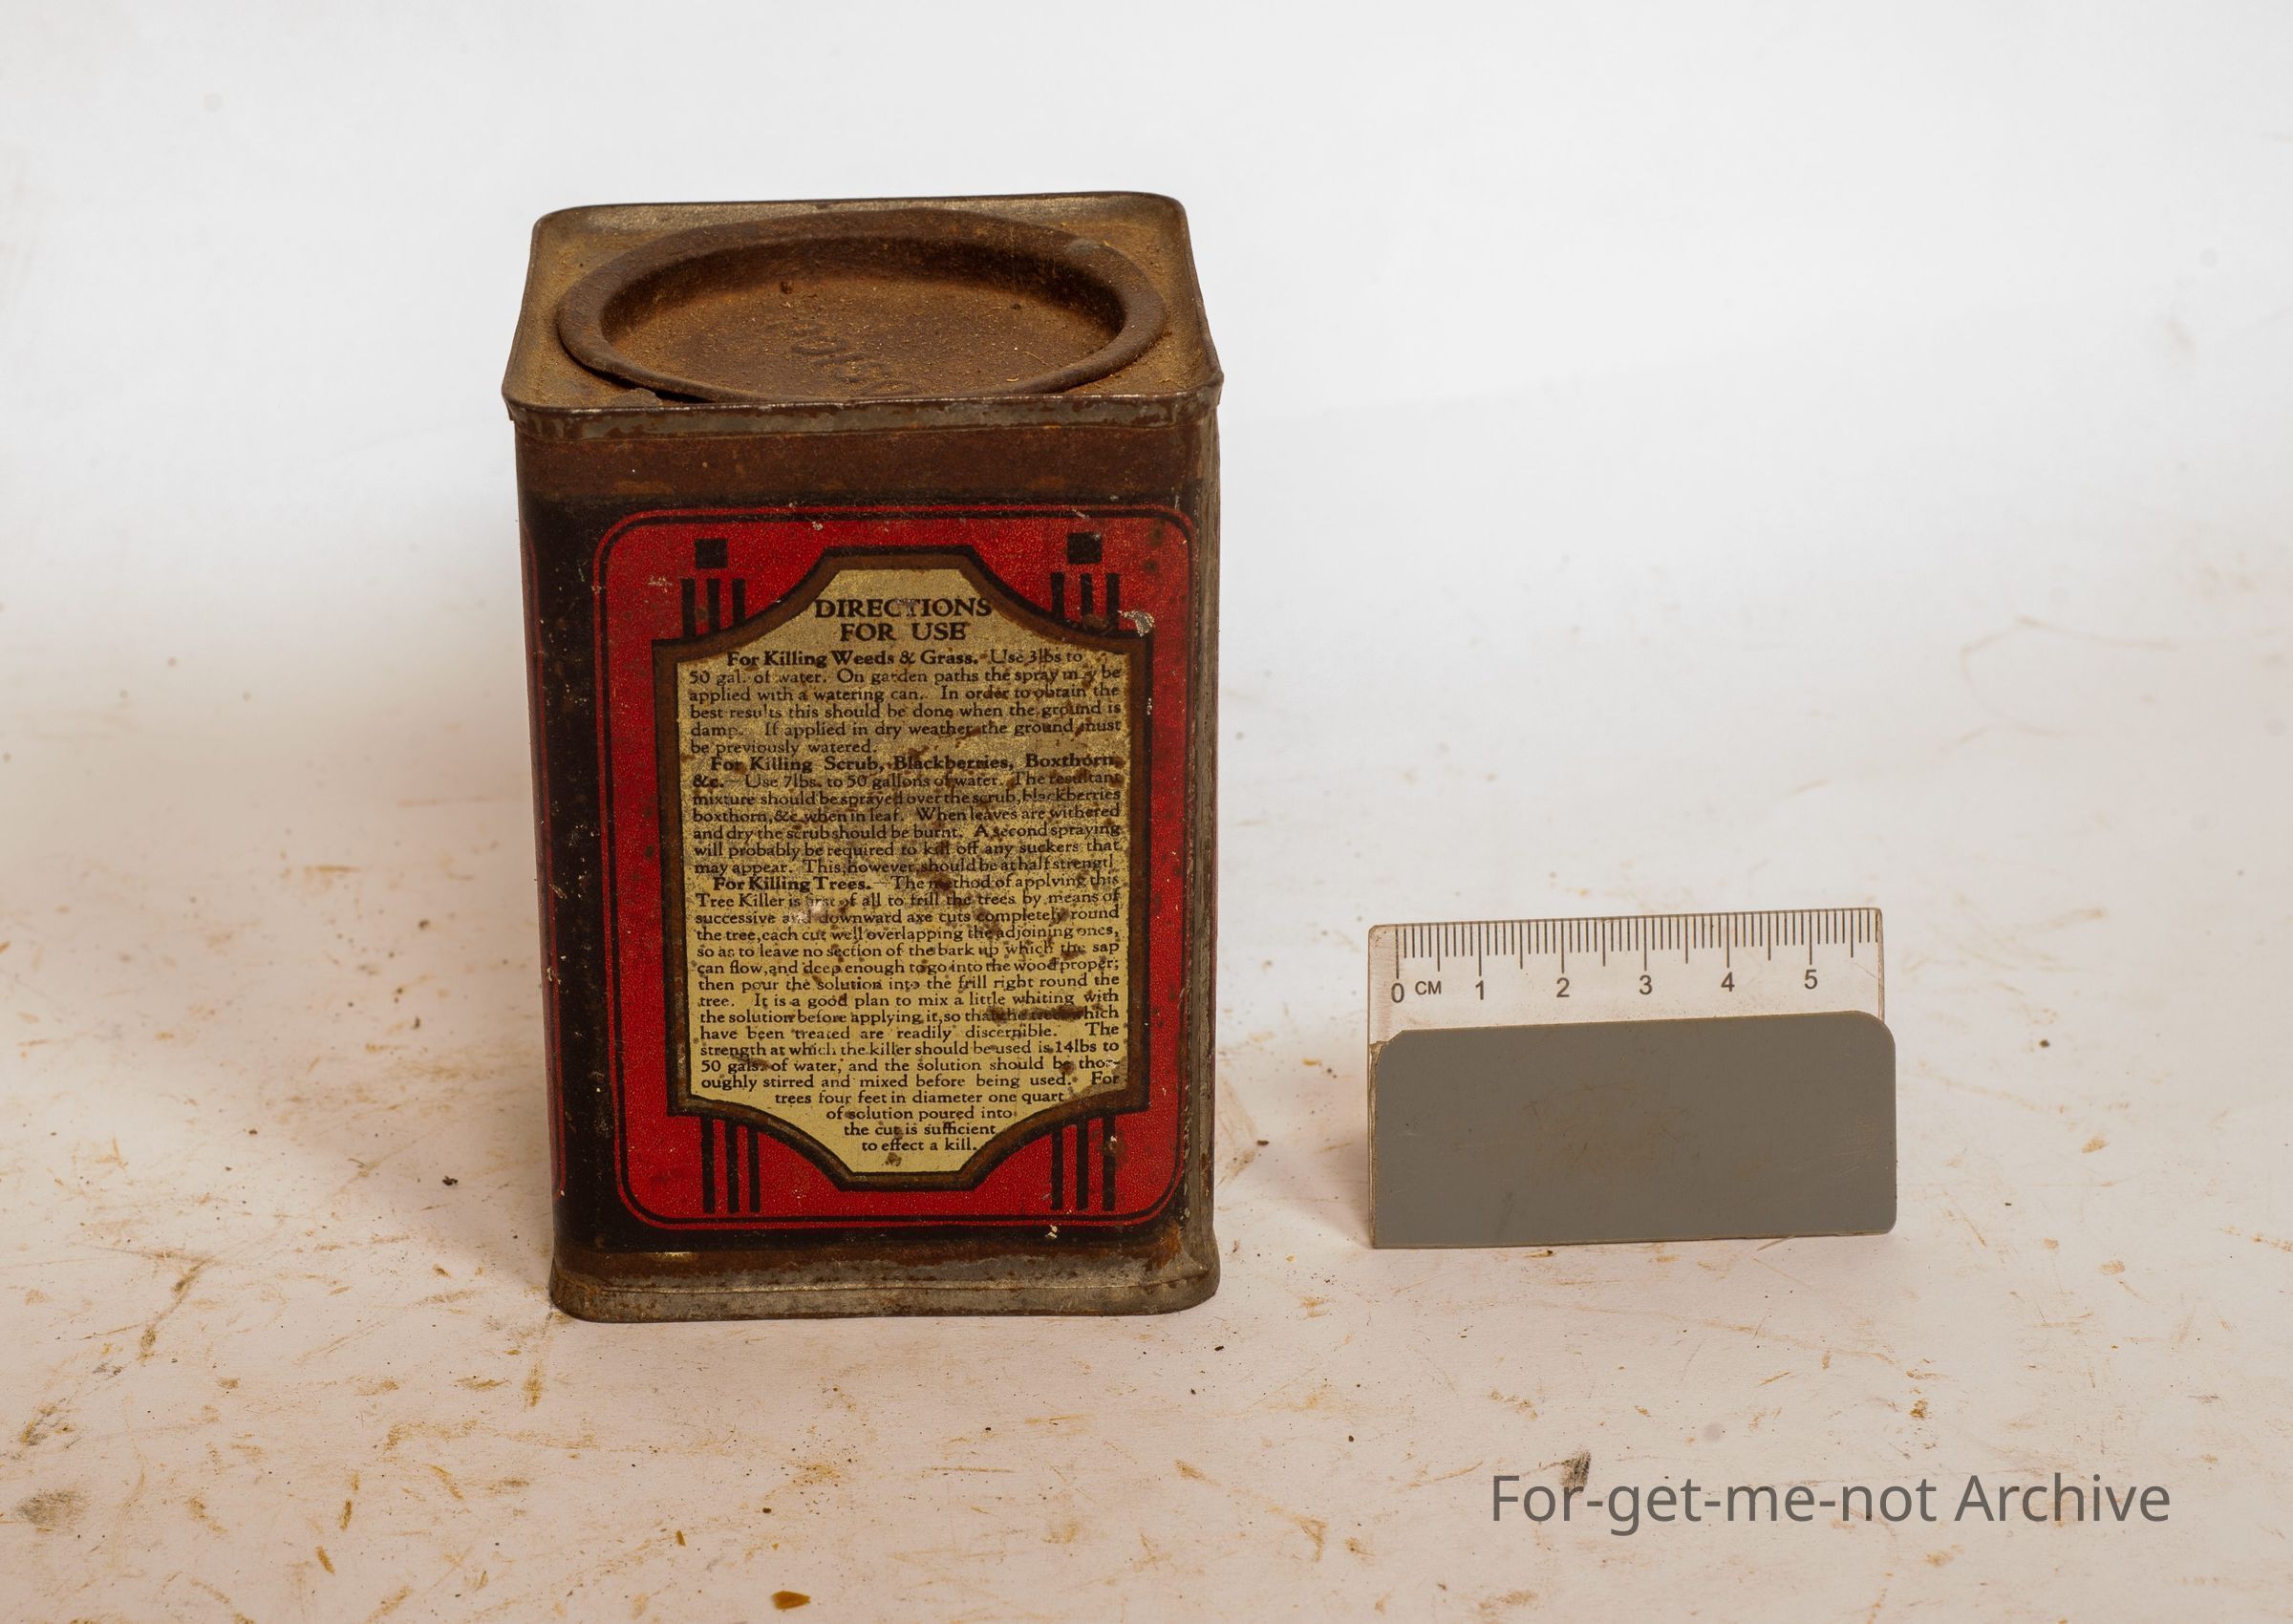 DIRECTIONS
FOR USE
For Killing Weeds & Grass. Use 3lbs to
50 gal. of water. On garden paths the spray may be
applied with a watering can. In order to obtain the
best results this should be done when the ground is
damp. If applied in dry weather the ground must
be previously watered.
For Killing Scrub, Blackberries, Boxthorn,
&c. Use 7lbs. to 50 gallons of water. The resultant
mixture should be sprayed over the scrub, blackberries
boxthorn, &c. when in leaf. When leaves are withered
and dry the scrub should be burnt. A second spraying
will probably be required to kill off any suckers that
may appear. This, however, should be at half strength
For Killing Trees. The method of applying this
Tree Killer is first of all to frill the trees by means of
successive and downward axe cuts completely round
the tree, each cut well overlapping the adjoining ones,
so as to leave no section of the bark up which the sap
can flow, and deep enough to go into the wood proper;
then pour the solution into the frill right round the
tree. It is a good plan to mix a little whiting with
the solution before applying it, so that the trees which
have been treated are readily discernible. The
strength at which the killer should be used is 14lbs to
50 gals. of water, and the solution should be thor-
oughly stirred and mixed before being used. For
trees four feet in diameter one quart
of solution poured into
the cut is sufficient
to effect a kill.
0 CM 1 2 3 4 5
For-get-me-not Archive